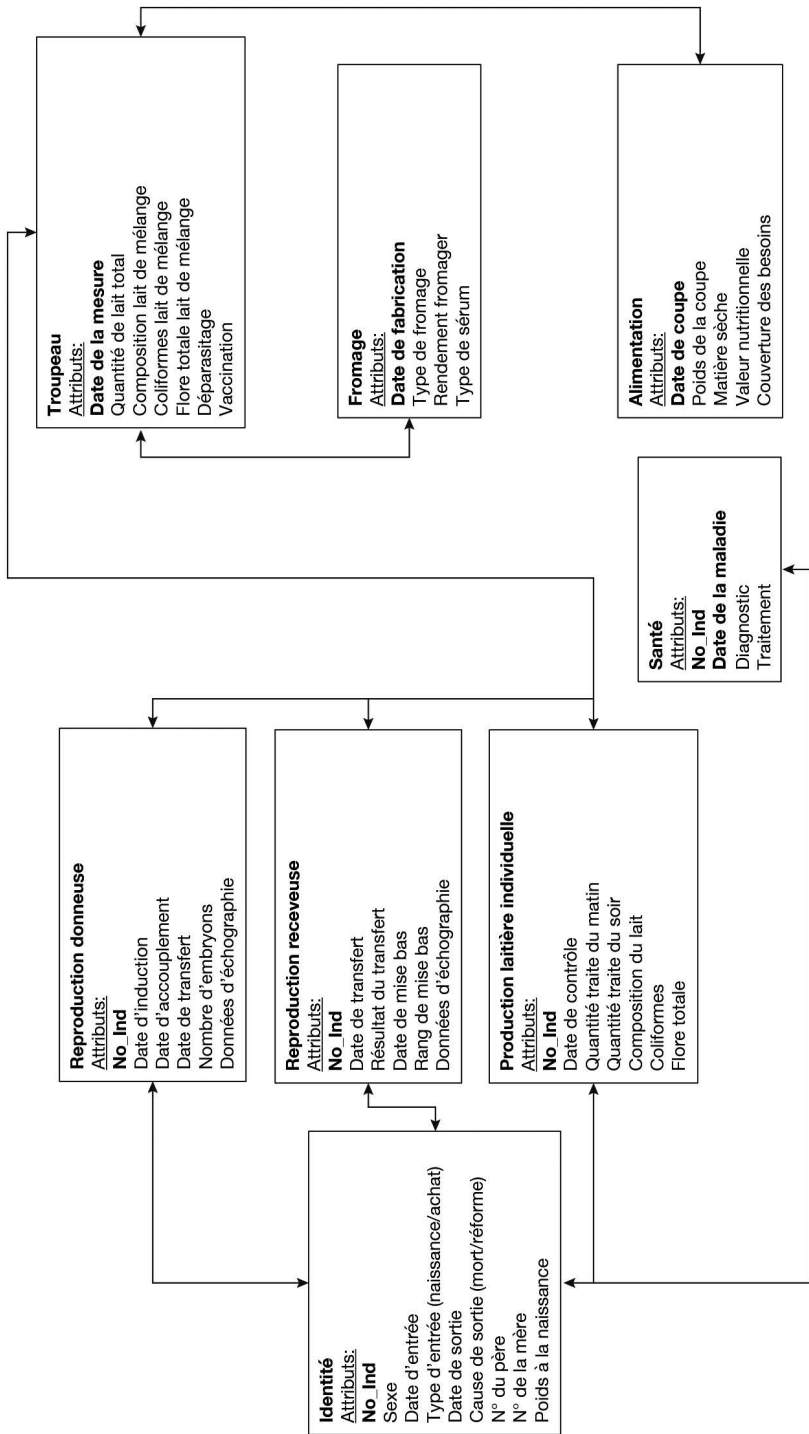 Identité
Attributs:
No_Ind
Sexe
Date d'entrée
Type d'entrée (naissance/achat)
Date de sortie
Cause de sortie (mort/réforme)
N° du père
N° de la mère
Poids à la naissance
Reproduction donneuse
Attributs:
No_Ind
Date d'induction
Date d'accouplement
Date de transfert
Nombre d'embryons
Données d'échographie
Reproduction receveuse
Attributs:
No_Ind
Date de transfert
Résultat du transfert
Date de mise bas
Rang de mise bas
Données d'échographie
Production laitière individuelle
Attributs:
No_Ind
Date de contrôle
Quantité traite du matin
Quantité traite du soir
Composition du lait
Coliformes
Flore totale
Santé
Attributs:
No_Ind
Date de la maladie
Diagnostic
Traitement
Troupeau
Attributs:
Date de la mesure
Quantité de lait total
Composition lait de mélange
Coliformes lait de mélange
Flore totale lait de mélange
Déparasitage
Vaccination
Fromage
Attributs:
Date de fabrication
Type de fromage
Rendement fromager
Type de sérum
Alimentation
Attributs:
Date de coupe
Poids de la coupe
Matière sèche
Valeur nutritionnelle
Couverture des besoins